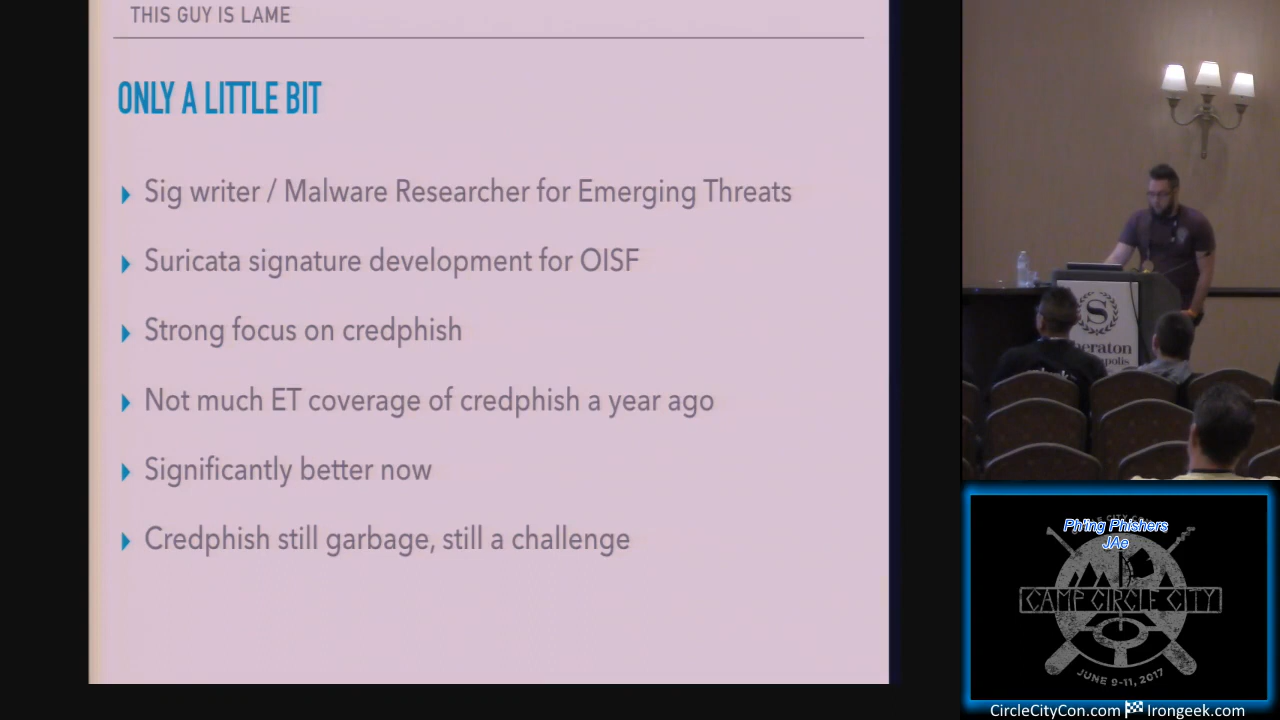 THIS GUY IS LAME
ONLY A LITTLE BIT
Sig writer / Malware Researcher for Emerging Threats
Suricata signature development for OISF
Strong focus on credphish
Not much ET coverage of credphish a year ago
Significantly better now
Credphish still garbage, still a challenge
S
Ph'ing Phishers
JAe
CAMP CIRCLE CITY
JUNE 9-11, 2017
CircleCityCon.com Irongeek.com